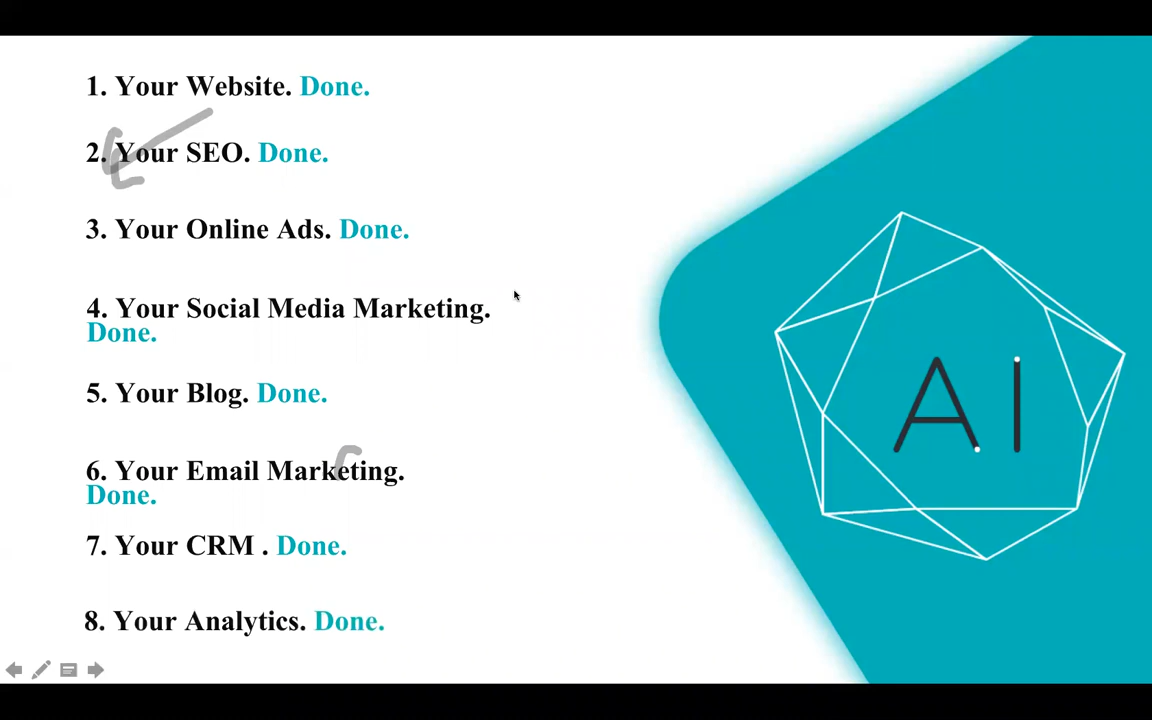 1. Your Website. Done.
2. Your SEO. Done.
3. Your Online Ads. Done.
4. Your Social Media Marketing.
Done.
5. Your Blog. Done.
6. Your Email Marketing.
Done.
7. Your CRM . Done.
8. Your Analytics. Done.
AI